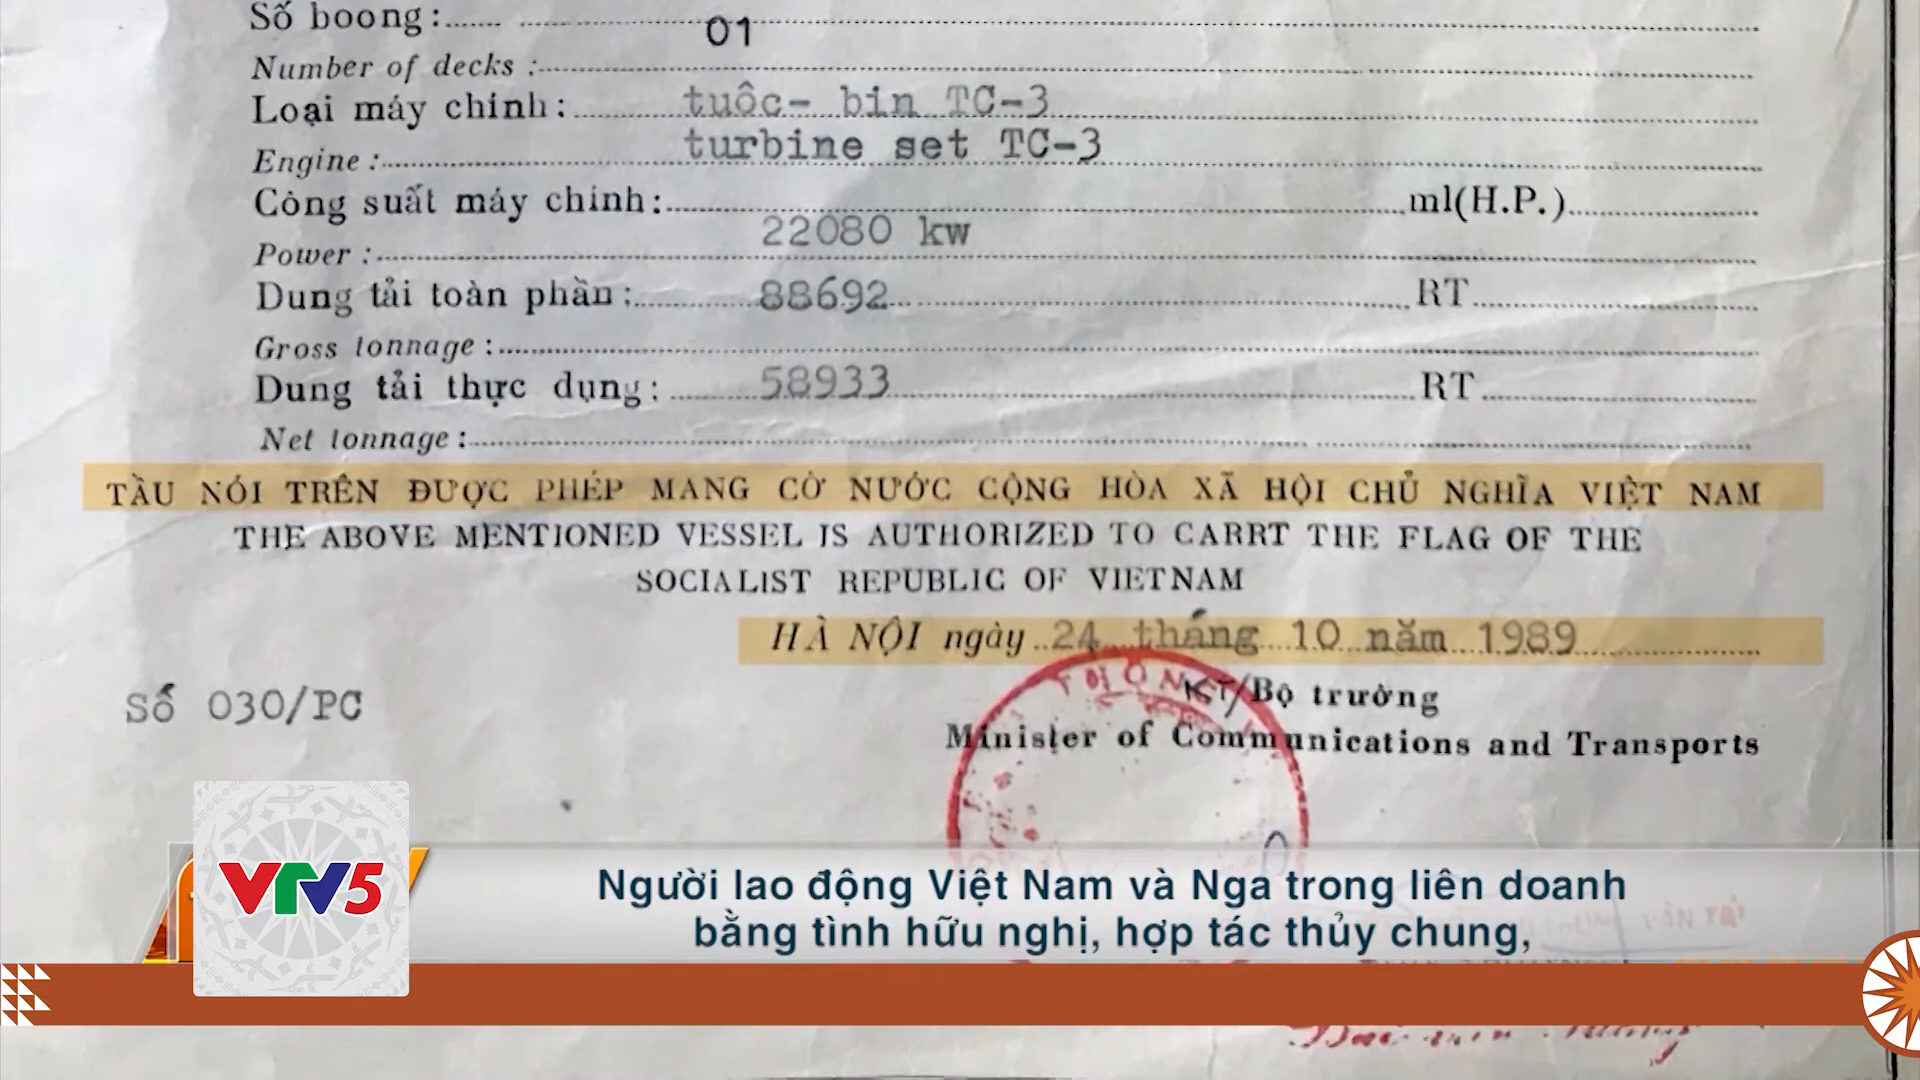 Số boong:
01
Number of decks :
Loại máy chính: tuôc- bin TC-3
turbine set TC-3
Engine :
Công suất máy chính: ml(H.P.)
22080 kw
Power :
Dung tải toàn phần: 88692 RT
Gross tonnage :
Dung tải thực dụng: 58933 RT
Net tonnage :
TẦU NÓI TRÊN ĐƯỢC PHÉP MANG CỜ NƯỚC CỘNG HÒA XÃ HỘI CHỦ NGHĨA VIỆT NAM
THE ABOVE MENTIONED VESSEL IS AUTHORIZED TO CARRT THE FLAG OF THE
SOCIALIST REPUBLIC OF VIETNAM
HÀ NỘI ngày 24 tháng 10 năm 1989
Số 030/PC
KT/Bộ trưởng
Minister of Communications and Transports
VTV5
Người lao động Việt Nam và Nga trong liên doanh
bằng tình hữu nghị, hợp tác thủy chung,